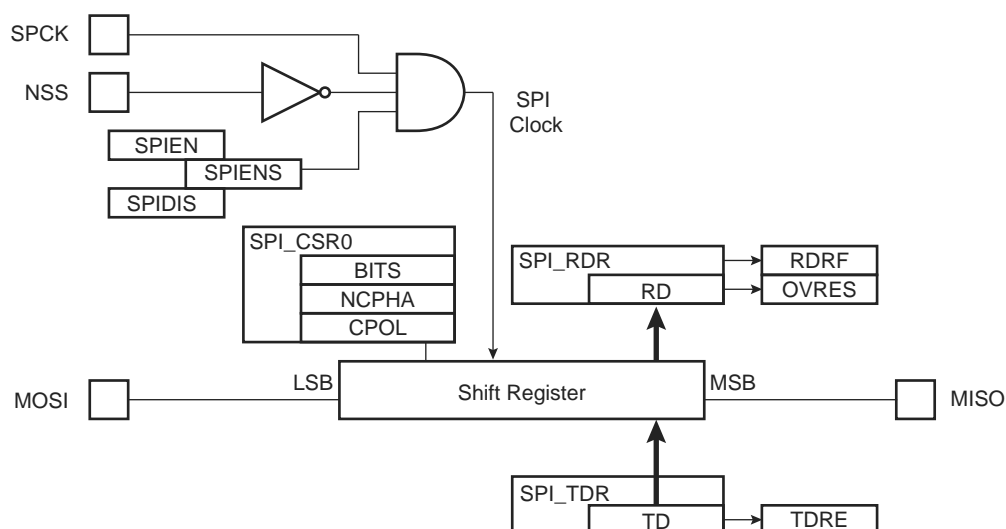 SPCK
NSS
SPI
Clock
SPIEN
SPIENS
SPIDIS
SPI_CSR0
BITS
NCPHA
CPOL
SPI_RDR
RD
RDRF
OVRES
MOSI
LSB
Shift Register
MSB
MISO
SPI_TDR
TD
TDRE